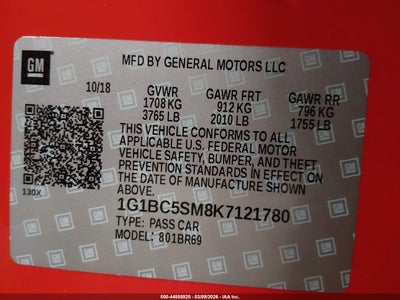 GM
MFD BY GENERAL MOTORS LLC
10/18 GVWR GAWR FRT GAWR RR
1708 KG 912 KG 796 KG
3765 LB 2010 LB 1755 LB
THIS VEHICLE CONFORMS TO ALL
APPLICABLE U.S. FEDERAL MOTOR
VEHICLE SAFETY, BUMPER, AND THEFT
PREVENTION STANDARDS IN EFFECT ON
THE DATE OF MANUFACTURE SHOWN
ABOVE.
130X
1G1BC5SM8K7121780
TYPE: PASS CAR
MODEL: 801BR69
000-44558920 - 03/09/2026 - IAA Inc.